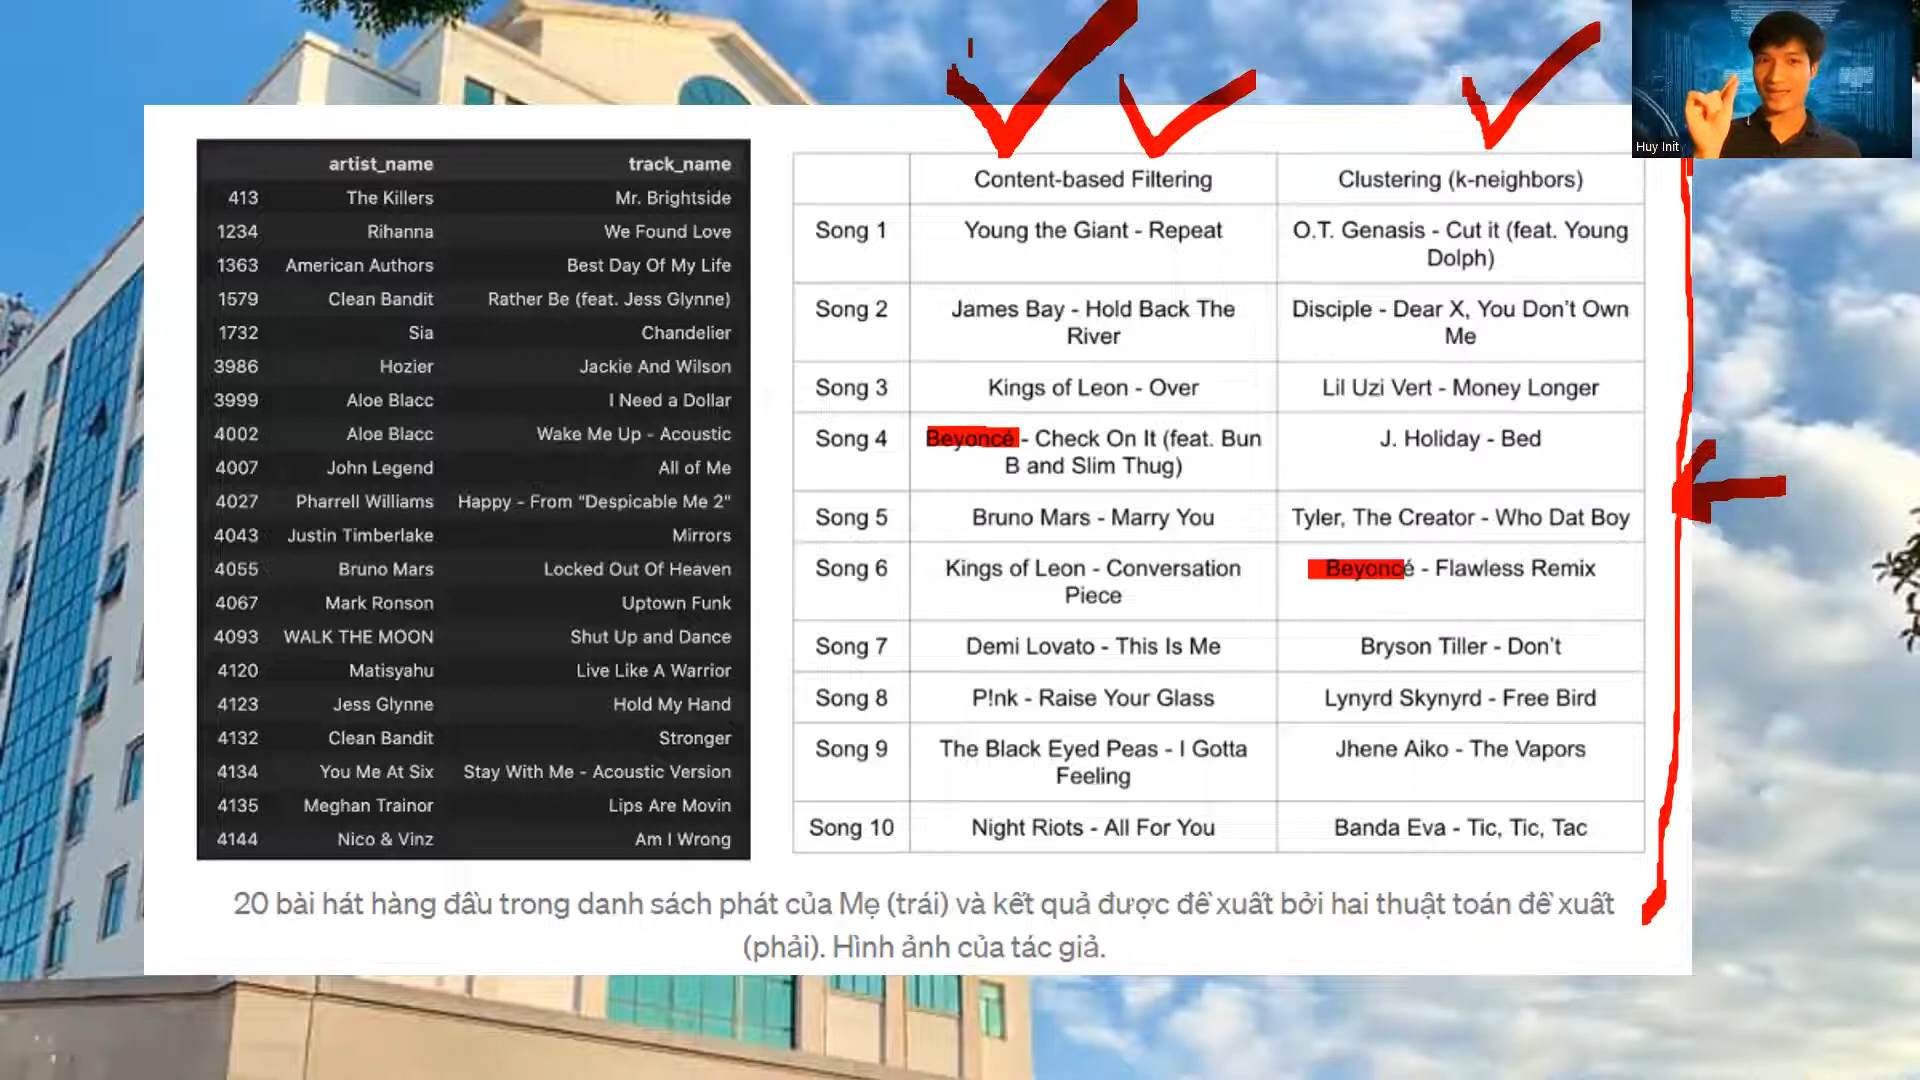 Huy Init
artist_name track_name
413 The Killers Mr. Brightside
1234 Rihanna We Found Love
1363 American Authors Best Day Of My Life
1579 Clean Bandit Rather Be (feat. Jess Glynne)
1732 Sia Chandelier
3986 Hozier Jackie And Wilson
3999 Aloe Blacc I Need a Dollar
4002 Aloe Blacc Wake Me Up - Acoustic
4007 John Legend All of Me
4027 Pharrell Williams Happy - From "Despicable Me 2"
4043 Justin Timberlake Mirrors
4055 Bruno Mars Locked Out Of Heaven
4067 Mark Ronson Uptown Funk
4093 WALK THE MOON Shut Up and Dance
4120 Matisyahu Live Like A Warrior
4123 Jess Glynne Hold My Hand
4132 Clean Bandit Stronger
4134 You Me At Six Stay With Me - Acoustic Version
4135 Meghan Trainor Lips Are Movin
4144 Nico & Vinz Am I Wrong
Content-based Filtering Clustering (k-neighbors)
Song 1 Young the Giant - Repeat O.T. Genasis - Cut it (feat. Young
Dolph)
Song 2 James Bay - Hold Back The Disciple - Dear X, You Don't Own
River Me
Song 3 Kings of Leon - Over Lil Uzi Vert - Money Longer
Song 4 Beyoncé - Check On It (feat. Bun J. Holiday - Bed
B and Slim Thug)
Song 5 Bruno Mars - Marry You Tyler, The Creator - Who Dat Boy
Song 6 Kings of Leon - Conversation Beyoncé - Flawless Remix
Piece
Song 7 Demi Lovato - This Is Me Bryson Tiller - Don't
Song 8 P!nk - Raise Your Glass Lynyrd Skynyrd - Free Bird
Song 9 The Black Eyed Peas - I Gotta Jhene Aiko - The Vapors
Feeling
Song 10 Night Riots - All For You Banda Eva - Tic, Tic, Tac
20 bài hát hàng đầu trong danh sách phát của Mẹ (trái) và kết quả được đề xuất bởi hai thuật toán đề xuất
(phải). Hình ảnh của tác giả.